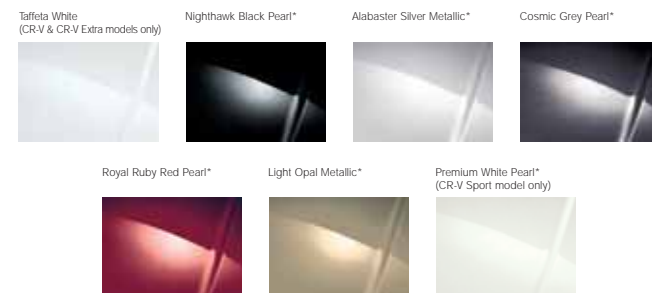 Taffeta White
(CR-V & CR-V Extra models only)
Nighthawk Black Pearl*
Alabaster Silver Metallic*
Cosmic Grey Pearl*
Royal Ruby Red Pearl*
Light Opal Metallic*
Premium White Pearl*
(CR-V Sport model only)